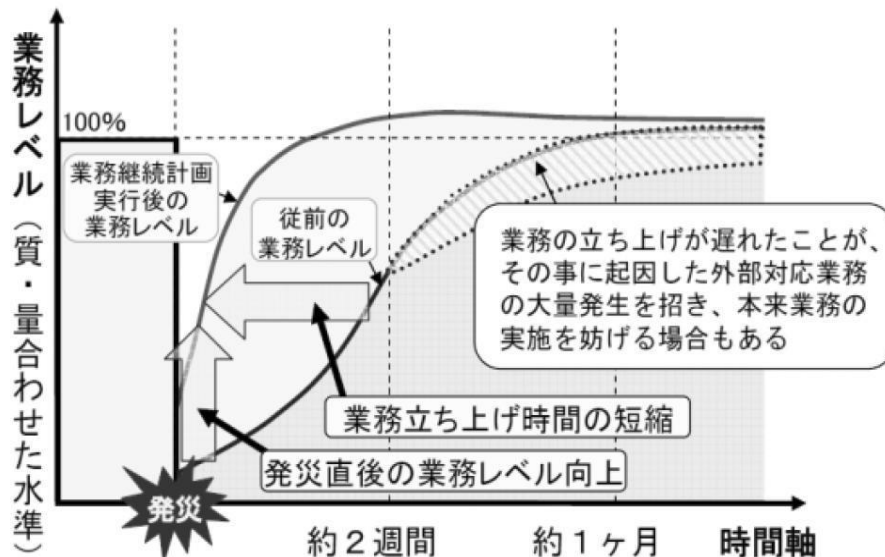 業務レベル（質・量合わせた水準）
100%
業務継続計画
実行後の
業務レベル
従前の
業務レベル
業務の立ち上げが遅れたことが、
その事に起因した外部対応業務
の大量発生を招き、本来業務の
実施を妨げる場合もある
業務立ち上げ時間の短縮
発災直後の業務レベル向上
発災
約２週間
約１ヶ月
時間軸